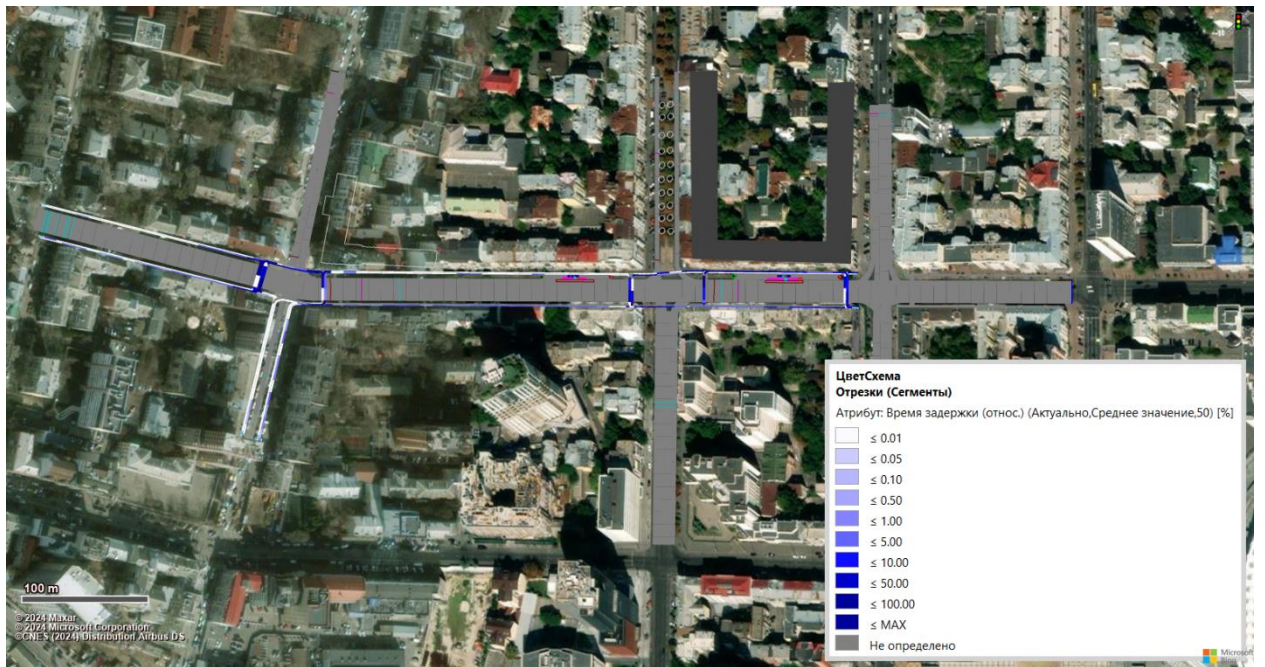 ЦветСхема
Отрезки (Сегменты)
Атрибут: Время задержки (относ.) (Актуально,Среднее значение,50) [%]
≤ 0.01
≤ 0.05
≤ 0.10
≤ 0.50
≤ 1.00
≤ 5.00
≤ 10.00
≤ 50.00
≤ 100.00
≤ MAX
Не определено
100 m
© 2024 Maxar
© 2024 Microsoft Corporation
©CNES (2024) Distribution Airbus DS
Microsoft
Bing